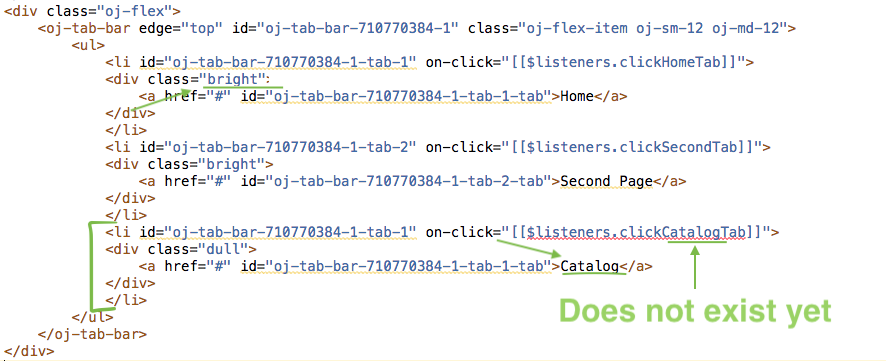 <div class="oj-flex">
<oj-tab-bar edge="top" id="oj-tab-bar-710770384-1" class="oj-flex-item oj-sm-12 oj-md-12">
<ul>
<li id="oj-tab-bar-710770384-1-tab-1" on-click="[[$listeners.clickHomeTab]]">
<div class="bright":
<a href="#" id="oj-tab-bar-710770384-1-tab-1-tab">Home</a>
</div>
</li>
<li id="oj-tab-bar-710770384-1-tab-2" on-click="[[$listeners.clickSecondTab]]">
<div class="bright">
<a href="#" id="oj-tab-bar-710770384-1-tab-2-tab">Second Page</a>
</div>
</li>
<li id="oj-tab-bar-710770384-1-tab-1" on-click="[[$listeners.clickCatalogTab]]">
<div class="dull">
<a href="#" id="oj-tab-bar-710770384-1-tab-1-tab">Catalog</a>
</div>
</li>
</ul>
Does not exist yet
</oj-tab-bar>
</div>